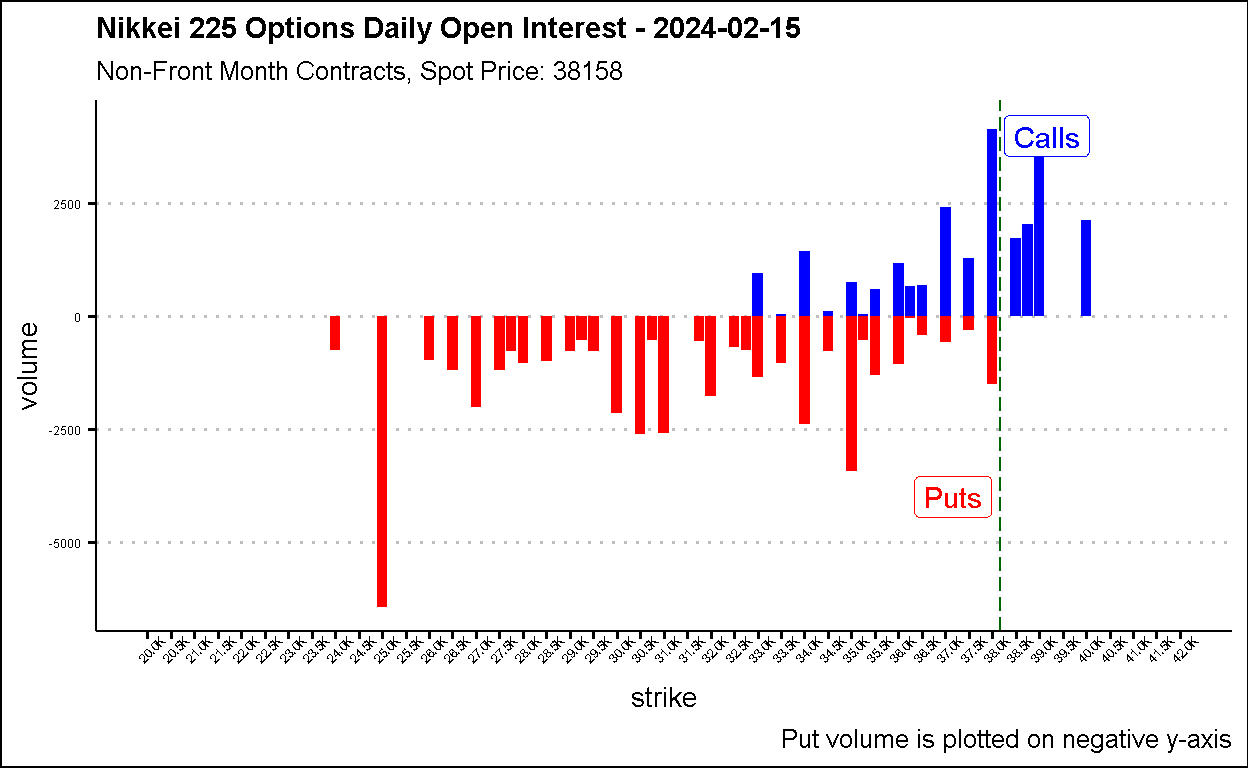 Nikkei 225 Options Daily Open Interest - 2024-02-15
Non-Front Month Contracts, Spot Price: 38158
Calls
2500
0
-2500
-5000
volume
Puts
20.0K 20.5K 21.0K 21.5K 22.0K 22.5K 23.0K 23.5K 24.0K 24.5K 25.0K 25.5K 26.0K 26.5K 27.0K 27.5K 28.0K 28.5K 29.0K 29.5K 30.0K 30.5K 31.0K 31.5K 32.0K 32.5K 33.0K 33.5K 34.0K 34.5K 35.0K 35.5K 36.0K 36.5K 37.0K 37.5K 38.0K 38.5K 39.0K 39.5K 40.0K 40.5K 41.0K 41.5K 42.0K
strike
Put volume is plotted on negative y-axis